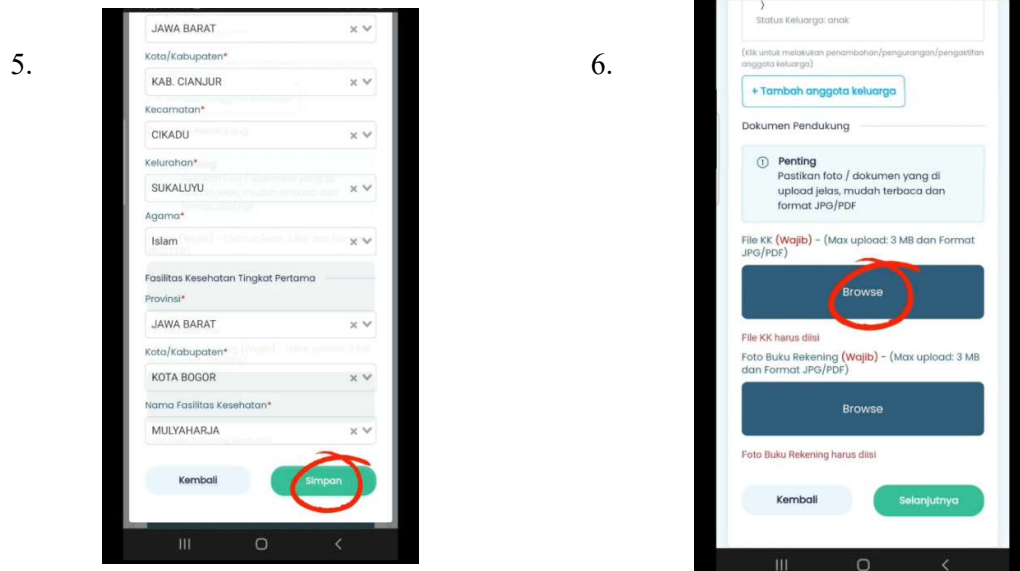 5.
JAWA BARAT
Kota/Kabupaten*
KAB. CIANJUR
Kecamatan*
CIKADU
Kelurahan*
SUKALUYU
Agama*
Islam
Fasilitas Kesehatan Tingkat Pertama
Provinsi*
JAWA BARAT
Kota/Kabupaten*
KOTA BOGOR
Nama Fasilitas Kesehatan*
MULYAHARJA
Kembali
Simpan
6.
Status Keluarga: anak
(Klik untuk melakukan penambahan/pengurangan/pengaktifan
anggota keluarga)
+ Tambah anggota keluarga
Dokumen Pendukung
Penting
Pastikan foto / dokumen yang di
upload jelas, mudah terbaca dan
format JPG/PDF
File KK (Wajib) - (Max upload: 3 MB dan Format
JPG/PDF)
Browse
File KK harus diisi
Foto Buku Rekening (Wajib) - (Max upload: 3 MB
dan Format JPG/PDF)
Browse
Foto Buku Rekening harus diisi
Kembali
Selanjutnya